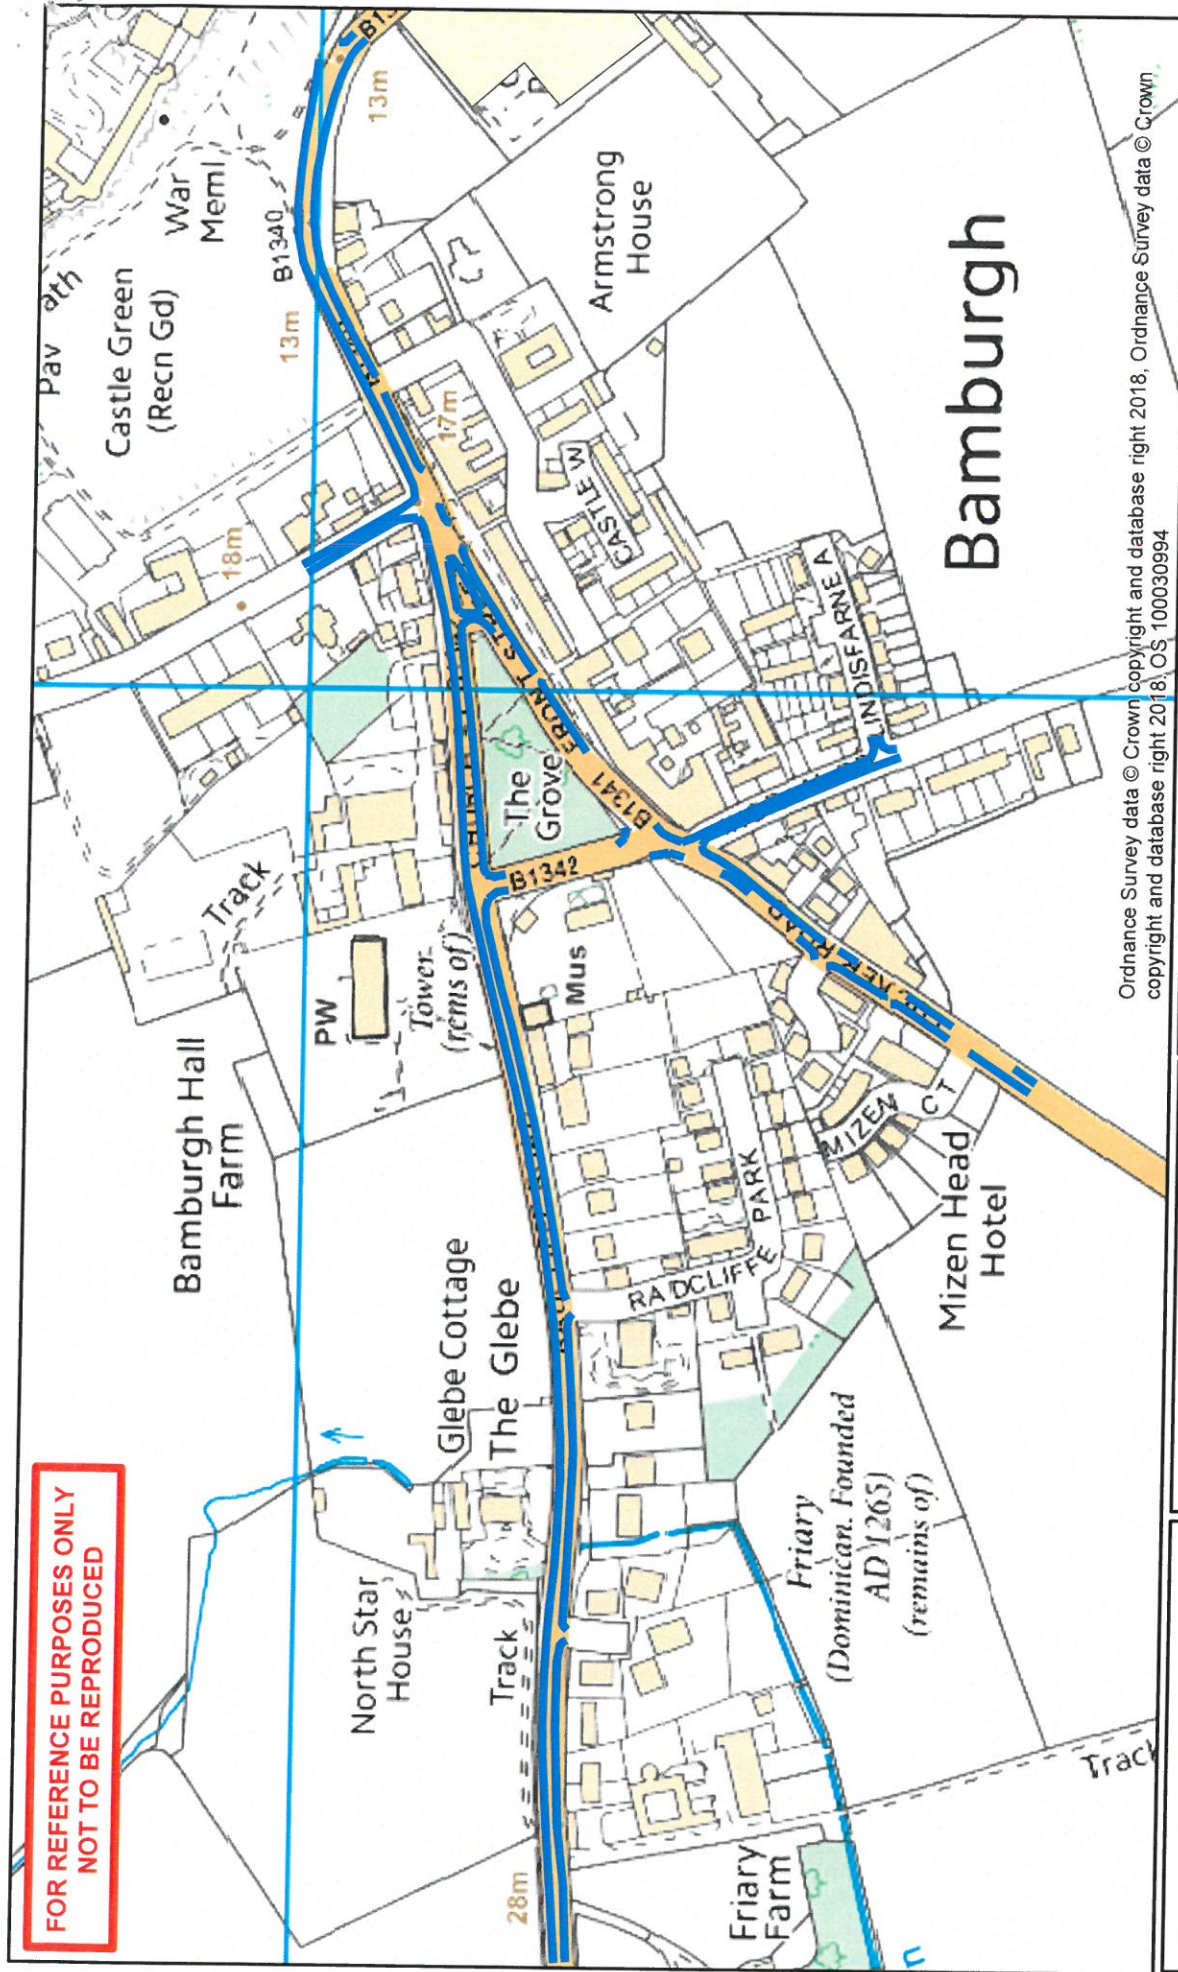 FOR REFERENCE PURPOSES ONLY
NOT TO BE REPRODUCED
Bamburgh Hall
Farm
Track
PW
Tower
(rems of)
18m
Castle Green
(Recn Gd)
Pav
ath
War
Meml
B1340
13m
13m
B13
17m
Armstrong
House
CASTLE W
North Star
House
Glebe Cottage
The Glebe
Track
28m
Mus
B1342
The
Grove
FRONT ST
B1341
INDISFARNE A
Bamburgh
RADCLIFFE PARK
MIZEN CT
Mizen Head
Hotel
Friary
(Dominican. Founded
AD 1265)
(remains of)
Friary
Farm
Track
Ordnance Survey data © Crown copyright and database right 2018, Ordnance Survey data © Crown
copyright and database right 2018, OS 100030994